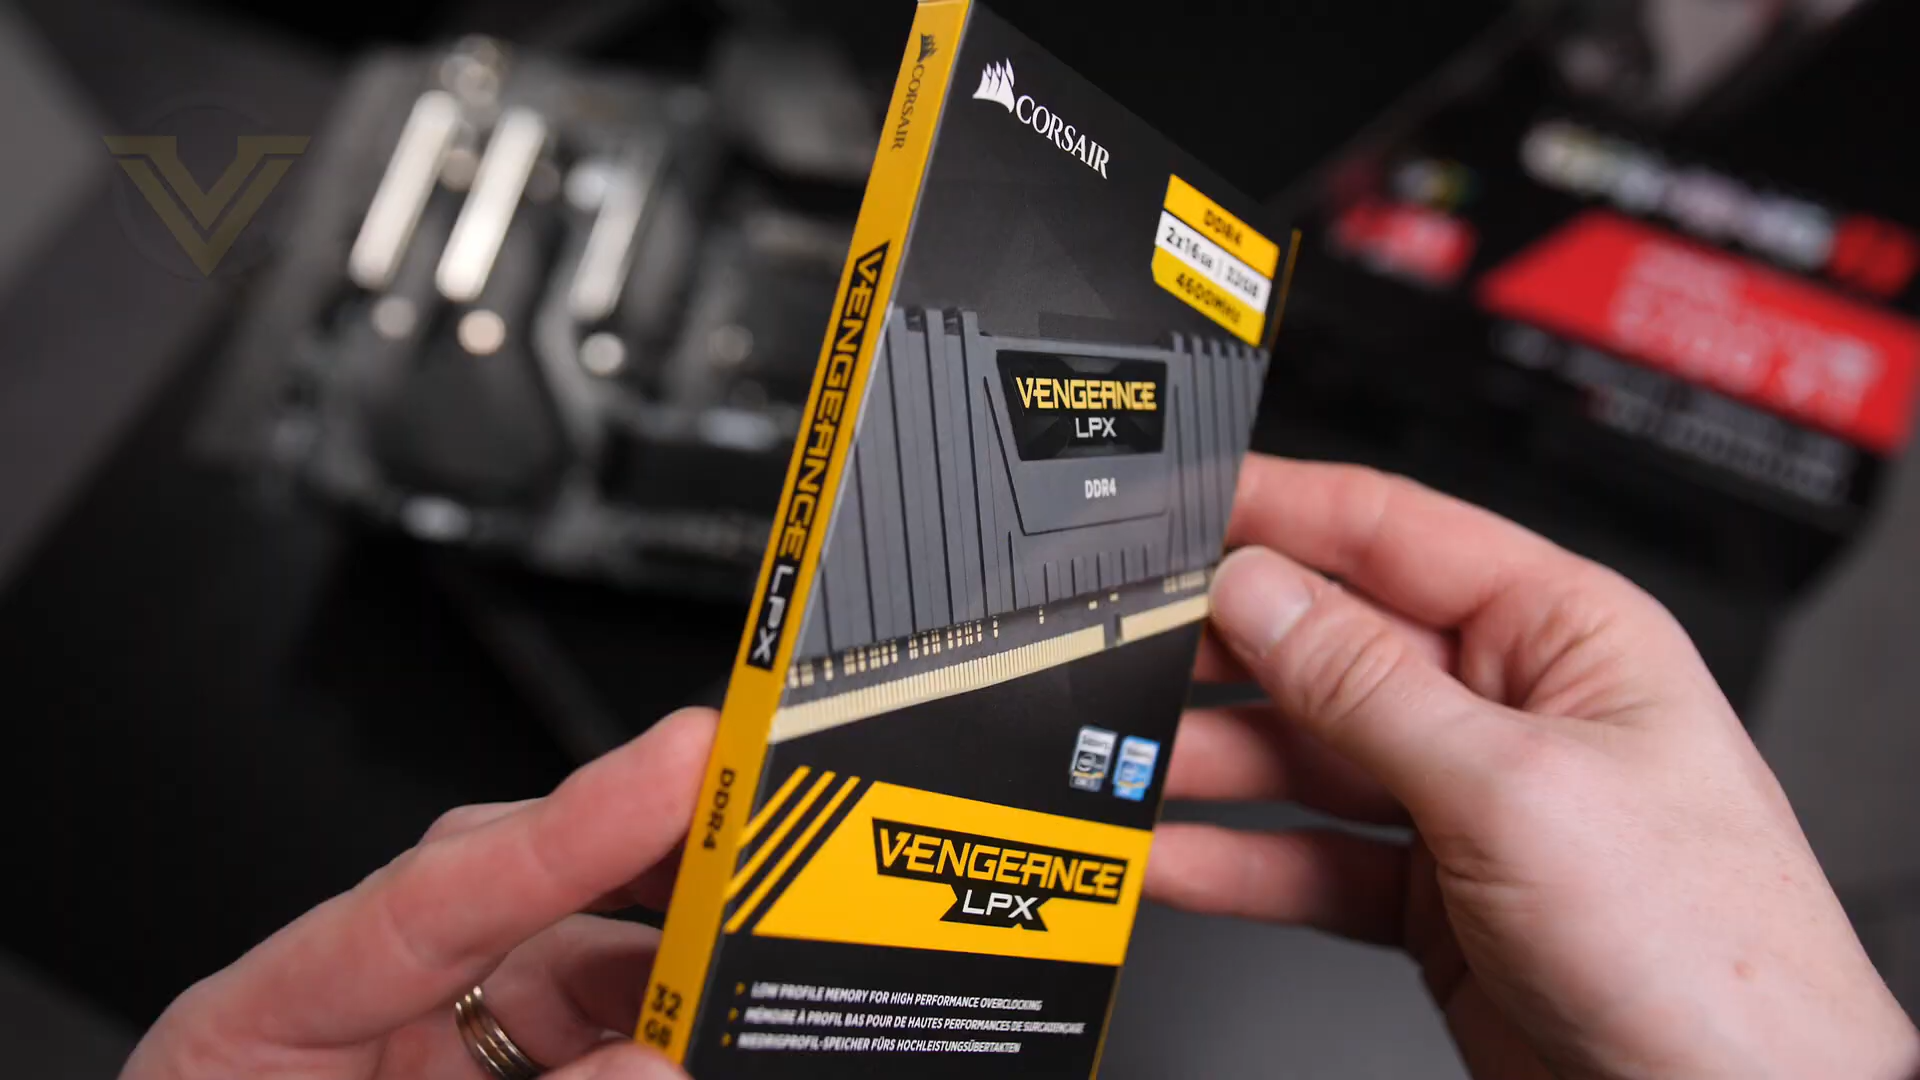 CORSAIR
CORSAIR
DDR4
2x16GB | 32GB
4600MHz
VENGEANCE LPX
VENGEANCE
LPX
DDR4
DDR4
VENGEANCE
LPX
32
GB
LOW PROFILE MEMORY FOR HIGH PERFORMANCE OVERCLOCKING
MÉMOIRE À PROFIL BAS POUR DE HAUTES PERFORMANCES DE SURCADENÇAGE
NIEDRIGPROFIL-SPEICHER FÜRS HOCHLEISTUNGSÜBERTAKTEN